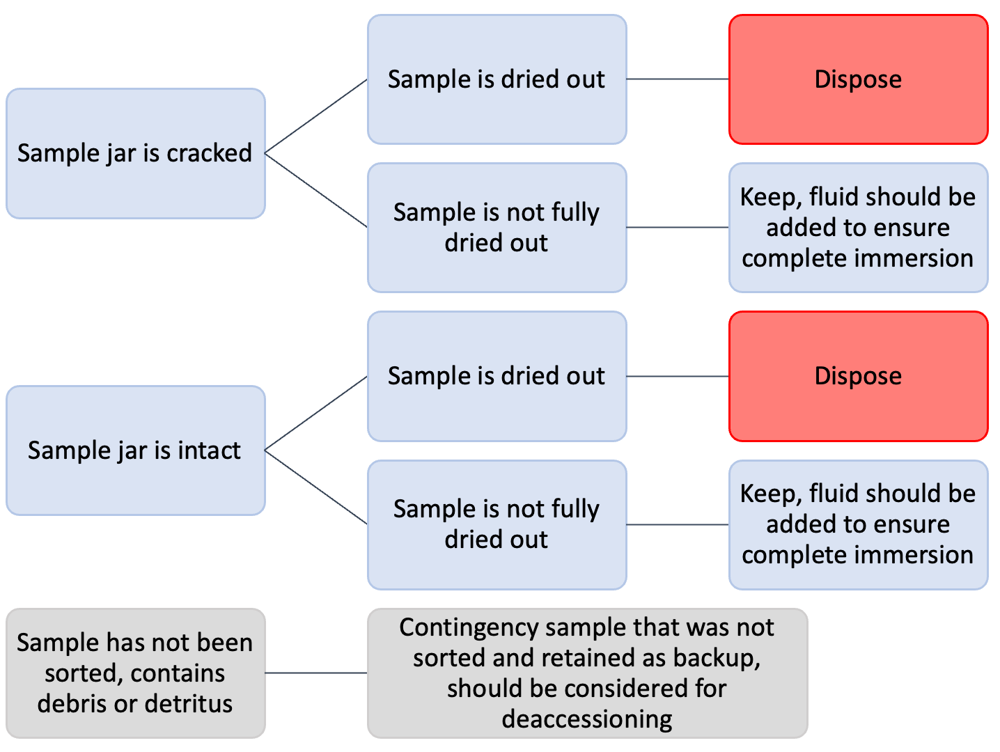 Sample jar is cracked
Sample is dried out
Dispose
Sample is not fully
dried out
Keep, fluid should be
added to ensure
complete immersion
Sample jar is intact
Sample is dried out
Dispose
Sample is not fully
dried out
Keep, fluid should be
added to ensure
complete immersion
Sample has not been
sorted, contains
debris or detritus
Contingency sample that was not
sorted and retained as backup,
should be considered for
deaccessioning